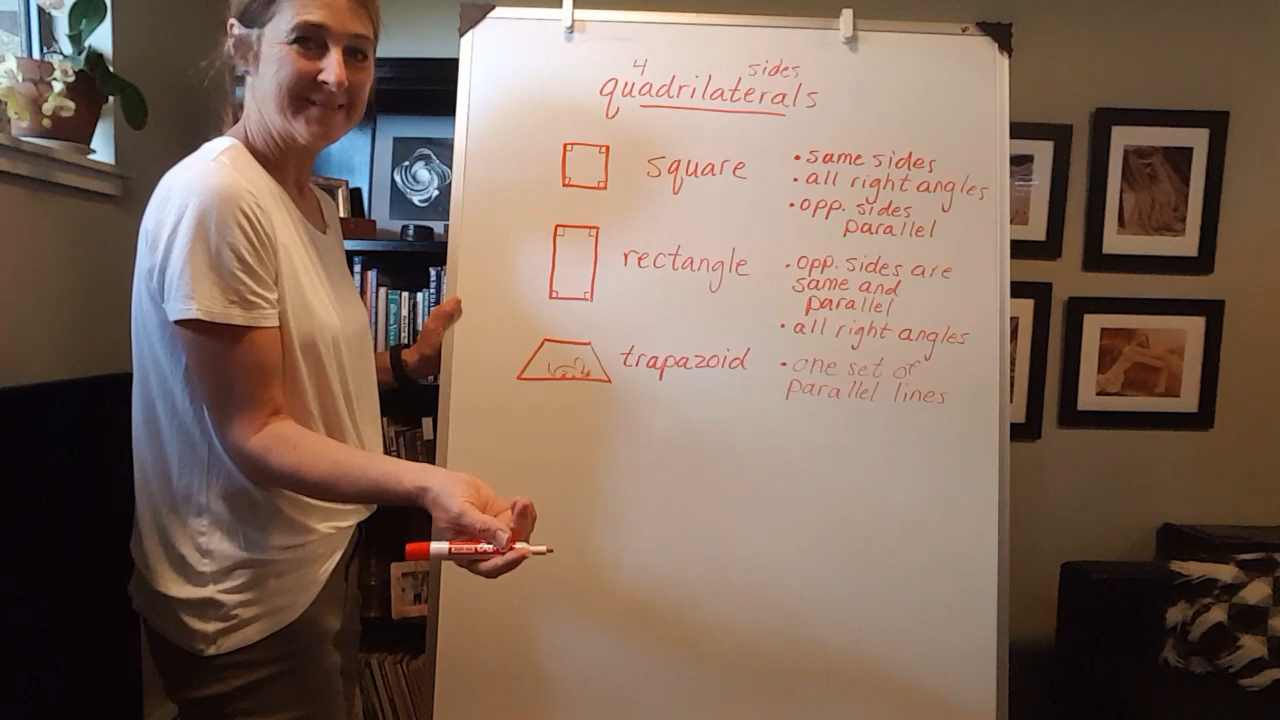 4 sides
quadrilaterals
square
• same sides
• all right angles
• opp. sides
parallel
rectangle
• opp. sides are
same and
parallel
• all right angles
trapazoid
• one set of
parallel lines